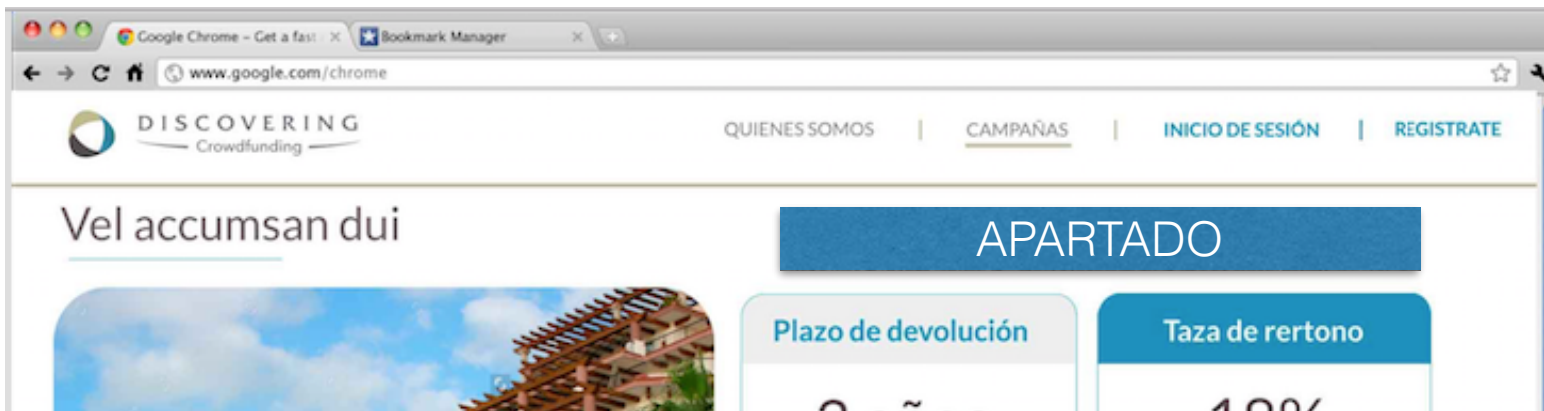 Google Chrome – Get a fast
Bookmark Manager
www.google.com/chrome
DISCOVERING
Crowdfunding
QUIENES SOMOS | CAMPAÑAS | INICIO DE SESIÓN | REGISTRATE
Vel accumsan dui
APARTADO
Plazo de devolución
Taza de rertono